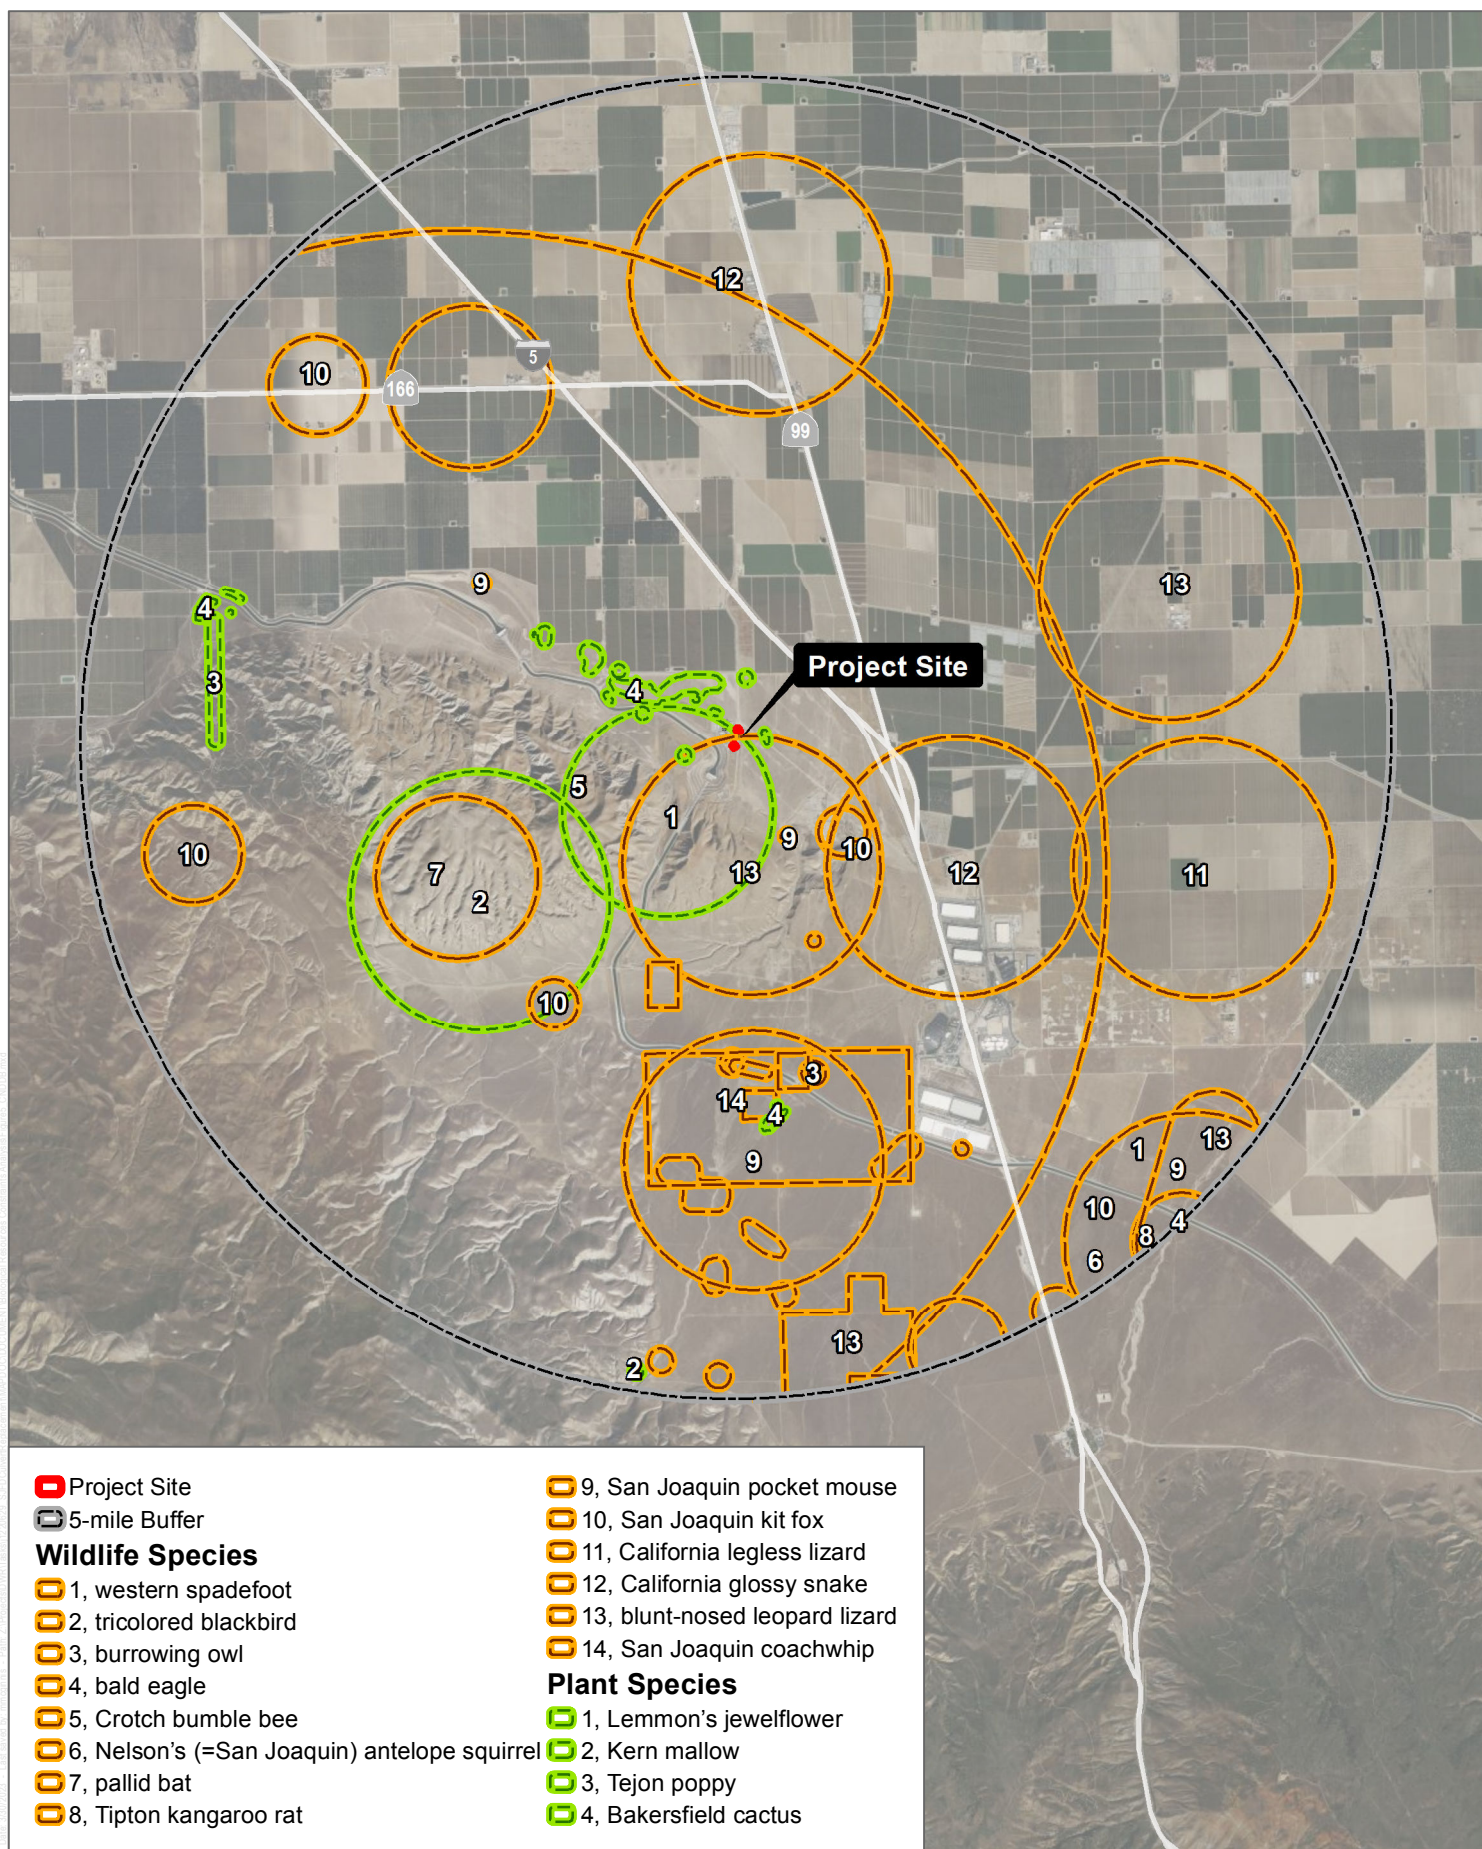 12
10
5
166
99
13
9
4
3
Project Site
4
5
1
9
10
10
13
12
11
7
2
10
3
14
4
9
1
13
9
10
4
8
6
13
2
Project Site
5-mile Buffer
Wildlife Species
1, western spadefoot
2, tricolored blackbird
3, burrowing owl
4, bald eagle
5, Crotch bumble bee
6, Nelson's (=San Joaquin) antelope squirrel
7, pallid bat
8, Tipton kangaroo rat
9, San Joaquin pocket mouse
10, San Joaquin kit fox
11, California legless lizard
12, California glossy snake
13, blunt-nosed leopard lizard
14, San Joaquin coachwhip
Plant Species
1, Lemmon's jewelflower
2, Kern mallow
3, Tejon poppy
4, Bakersfield cactus